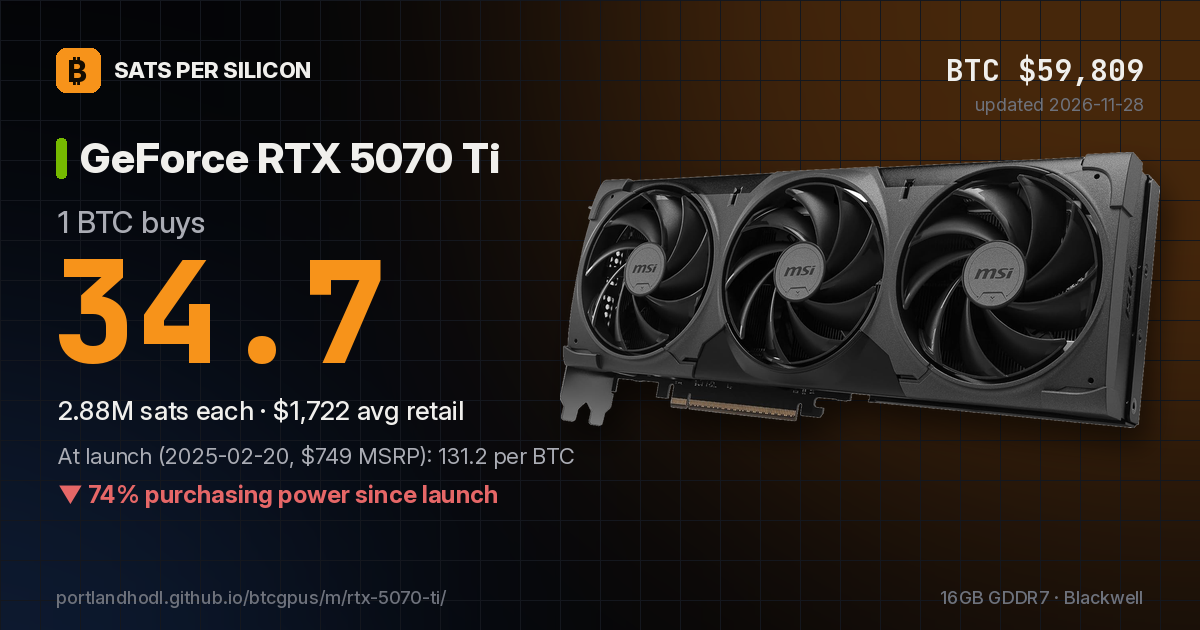 SATS PER SILICON
BTC $59,809
updated 2026-11-28
GeForce RTX 5070 Ti
1 BTC buys
34.7
2.88M sats each · $1,722 avg retail
At launch (2025-02-20, $749 MSRP): 131.2 per BTC
▼ 74% purchasing power since launch
msi
msi
msi
portlandhodl.github.io/btcgpus/m/rtx-5070-ti/
16GB GDDR7 · Blackwell